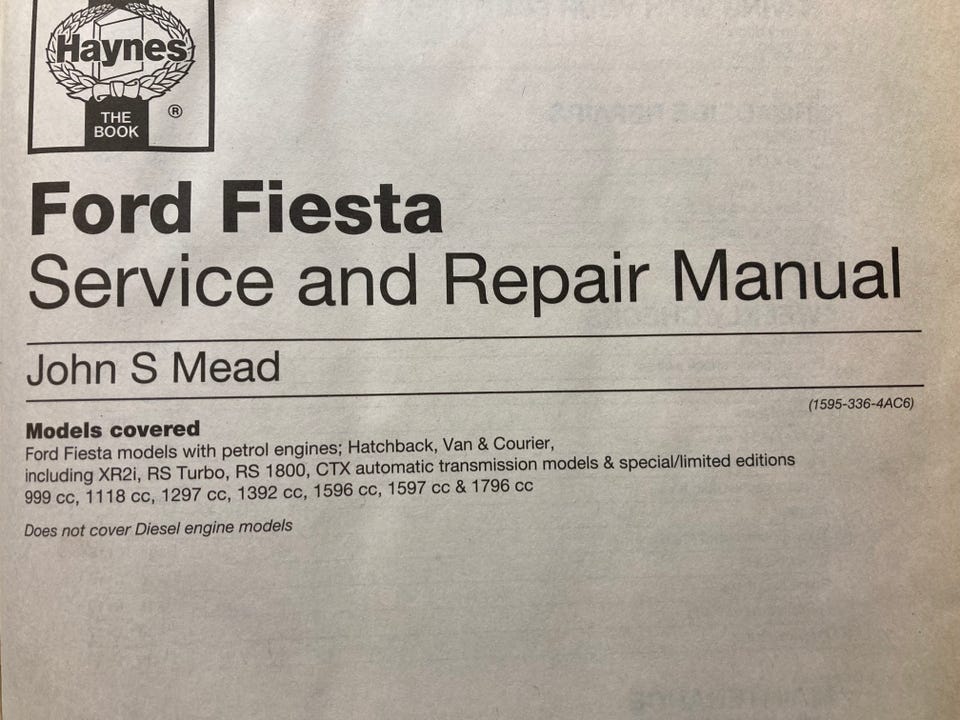 Haynes
THE
BOOK
®
Ford Fiesta
Service and Repair Manual
John S Mead
(1595-336-4AC6)
Models covered
Ford Fiesta models with petrol engines; Hatchback, Van & Courier,
including XR2i, RS Turbo, RS 1800, CTX automatic transmission models & special/limited editions
999 cc, 1118 cc, 1297 cc, 1392 cc, 1596 cc, 1597 cc & 1796 cc
Does not cover Diesel engine models